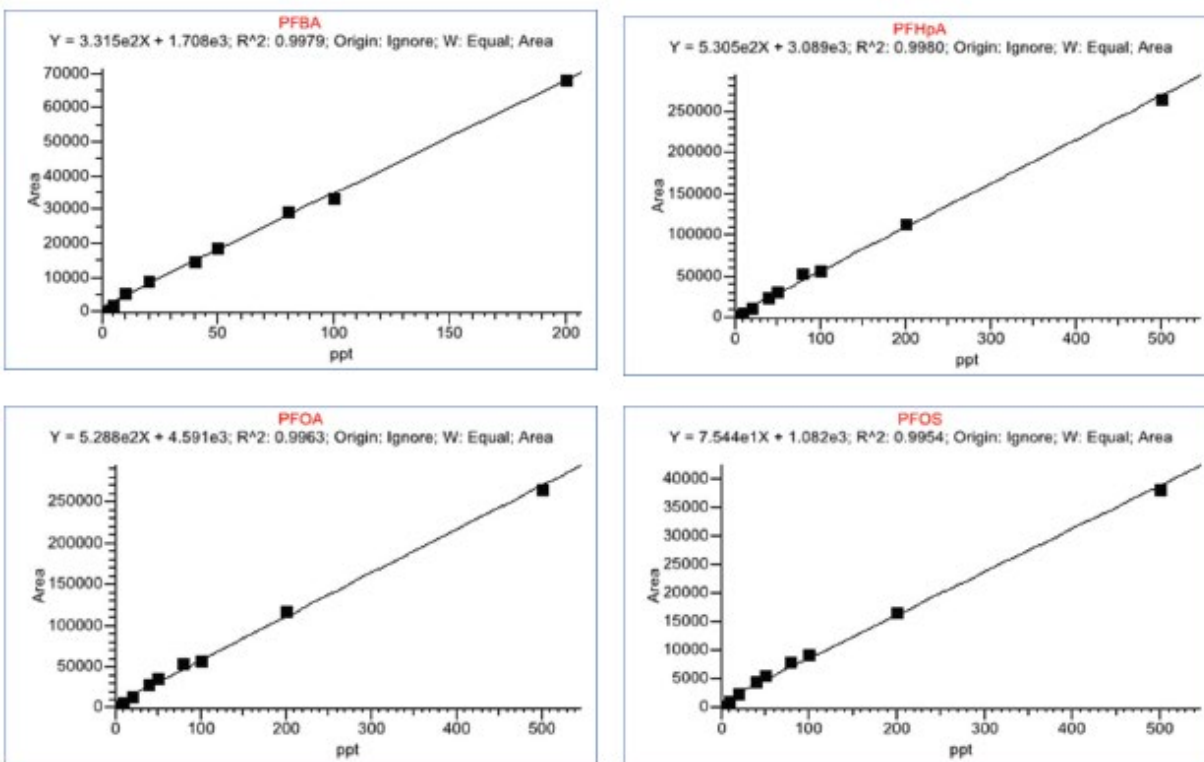 PFBA
Y = 3.315e2X + 1.708e3; R^2: 0.9979; Origin: Ignore; W: Equal; Area
70000
60000
50000
40000
30000
20000
10000
0
Area
0 50 100 150 200
ppt
PFHpA
Y = 5.305e2X + 3.089e3; R^2: 0.9980; Origin: Ignore; W: Equal; Area
250000
200000
150000
100000
50000
0
Area
0 100 200 300 400 500
ppt
PFOA
Y = 5.288e2X + 4.591e3; R^2: 0.9963; Origin: Ignore; W: Equal; Area
250000
200000
150000
100000
50000
0
Area
0 100 200 300 400 500
ppt
PFOS
Y = 7.544e1X + 1.082e3; R^2: 0.9954; Origin: Ignore; W: Equal; Area
40000
35000
30000
25000
20000
15000
10000
5000
0
Area
0 100 200 300 400 500
ppt